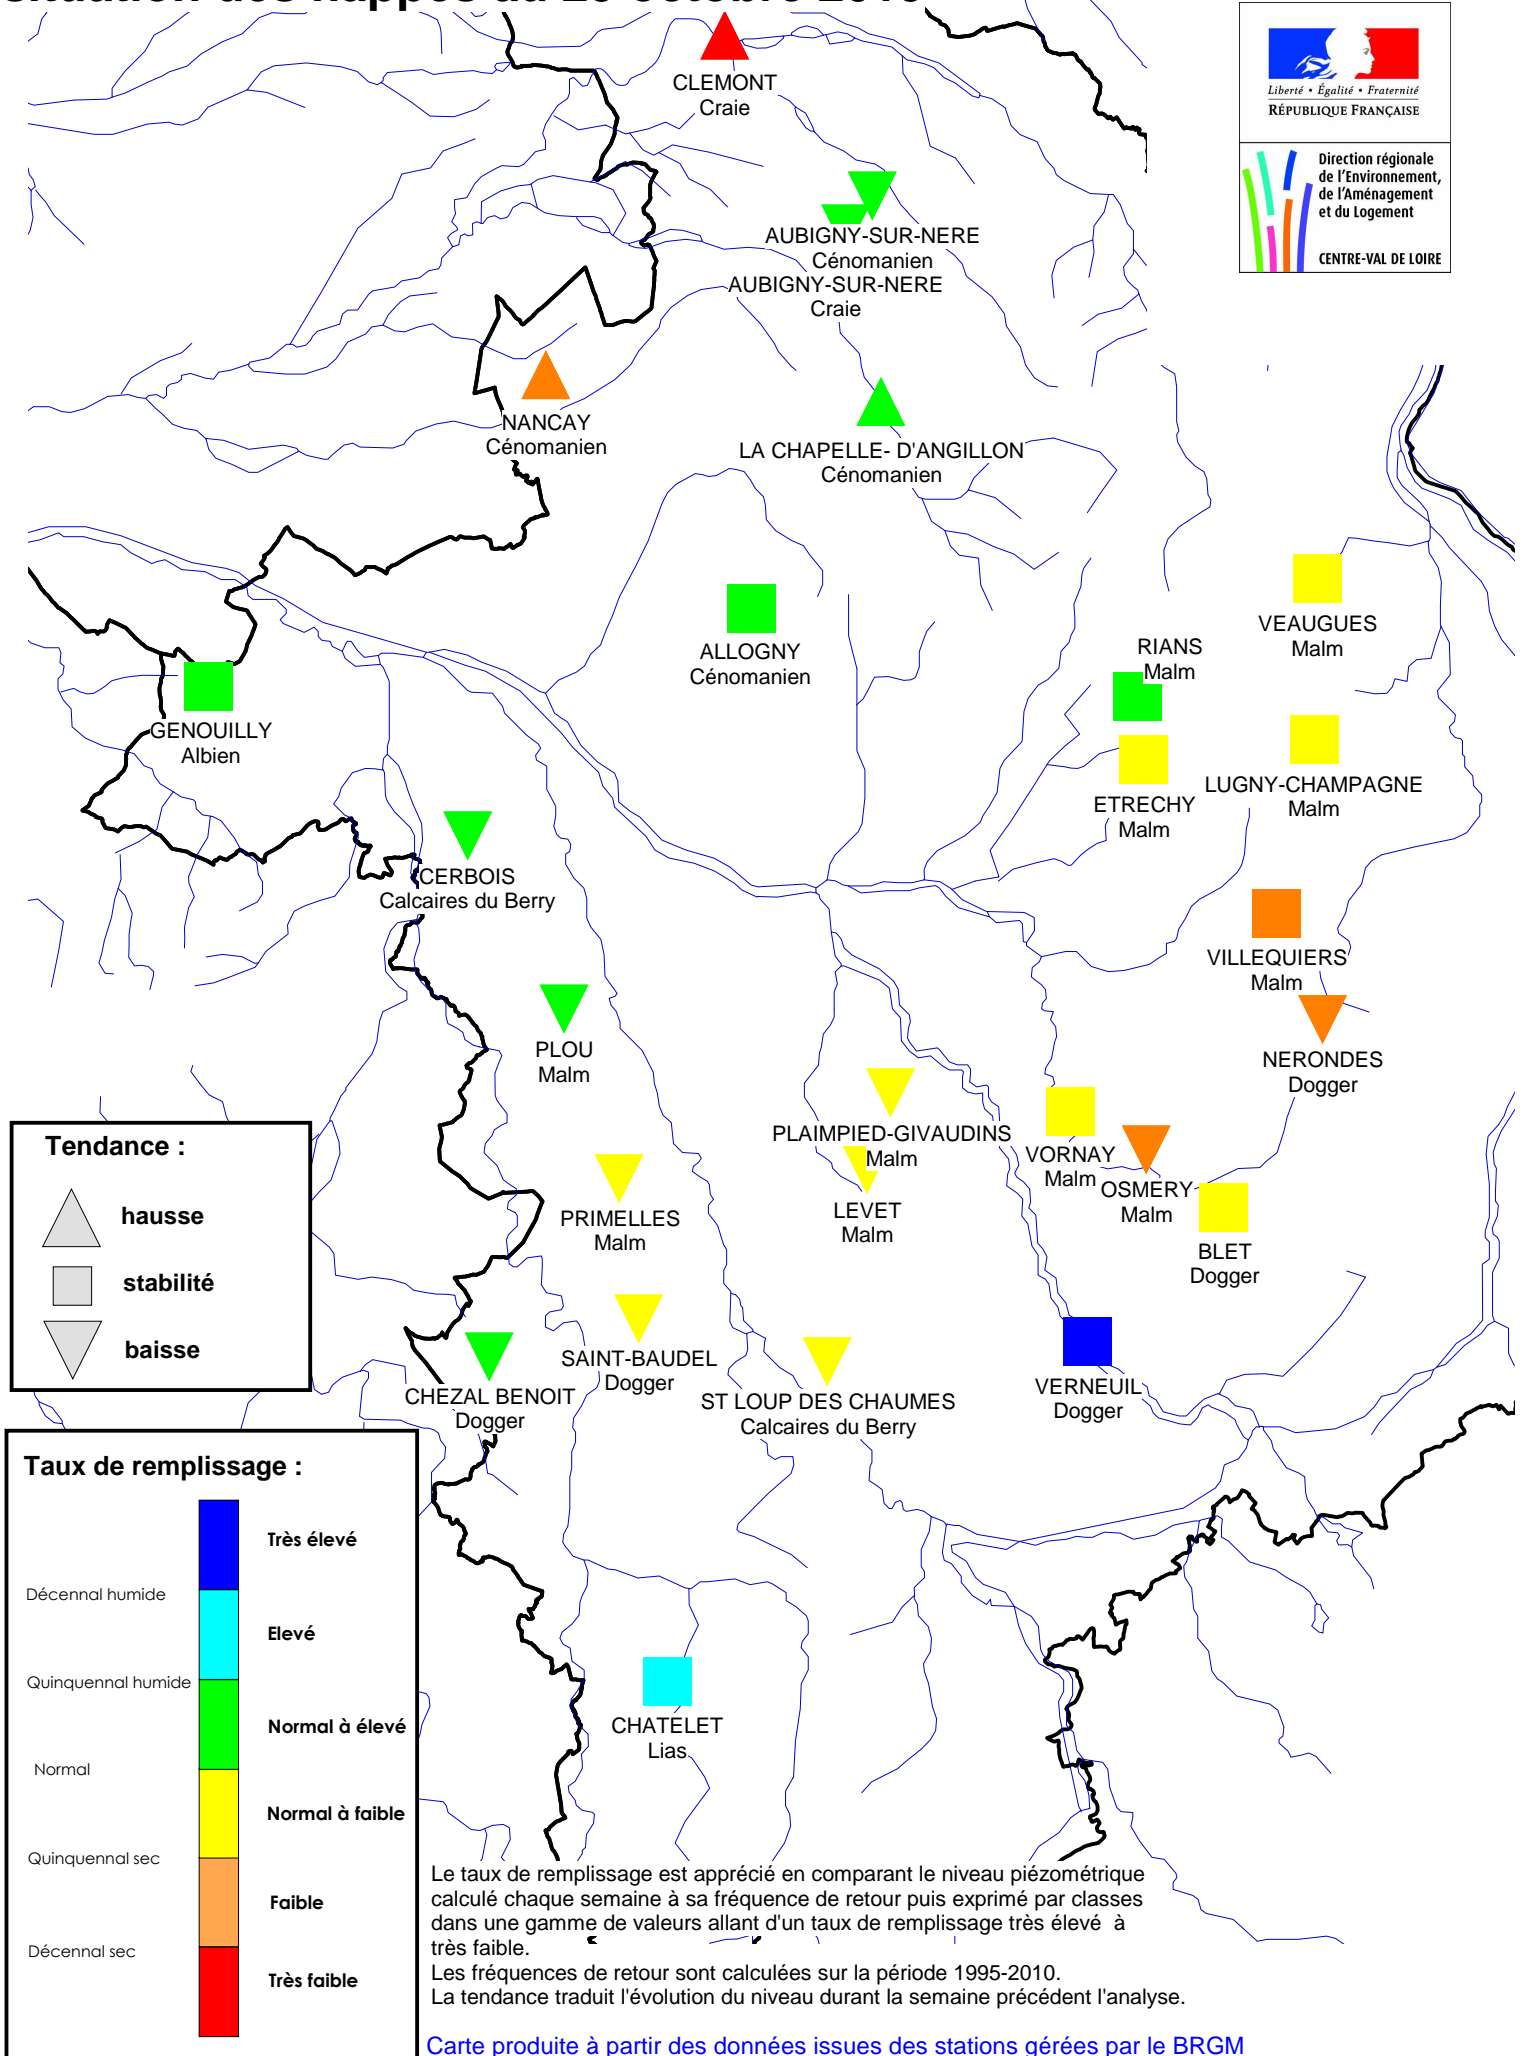 situation des nappes au
CLEMONT
Craie
Liberté • Égalité • Fraternité
RÉPUBLIQUE FRANÇAISE
Direction régionale
de l'Environnement,
de l'Aménagement
et du Logement
CENTRE-VAL DE LOIRE
AUBIGNY-SUR-NERE
Cénomanien
AUBIGNY-SUR-NERE
Craie
NANCAY
Cénomanien
LA CHAPELLE- D'ANGILLON
Cénomanien
ALLOGNY
Cénomanien
VEAUGUES
Malm
RIANS
Malm
GENOUILLY
Albien
ETRECHY
Malm
LUGNY-CHAMPAGNE
Malm
CERBOIS
Calcaires du Berry
VILLEQUIERS
Malm
PLOU
Malm
NERONDES
Dogger
PLAIMPIED-GIVAUDINS
Malm
VORNAY
Malm
OSMERY
Malm
LEVET
Malm
PRIMELLES
Malm
BLET
Dogger
Tendance :
hausse
stabilité
baisse
SAINT-BAUDEL
Dogger
CHEZAL BENOIT
Dogger
ST LOUP DES CHAUMES
Calcaires du Berry
VERNEUIL
Dogger
CHATELET
Lias
Taux de remplissage :
Très élevé
Décennal humide
Elevé
Quinquennal humide
Normal à élevé
Normal
Normal à faible
Quinquennal sec
Faible
Décennal sec
Très faible
Le taux de remplissage est apprécié en comparant le niveau piézométrique
calculé chaque semaine à sa fréquence de retour puis exprimé par classes
dans une gamme de valeurs allant d'un taux de remplissage très élevé à
très faible.
Les fréquences de retour sont calculées sur la période 1995-2010.
La tendance traduit l'évolution du niveau durant la semaine précédent l'analyse.
Carte produite à partir des données issues des stations gérées par le BRGM